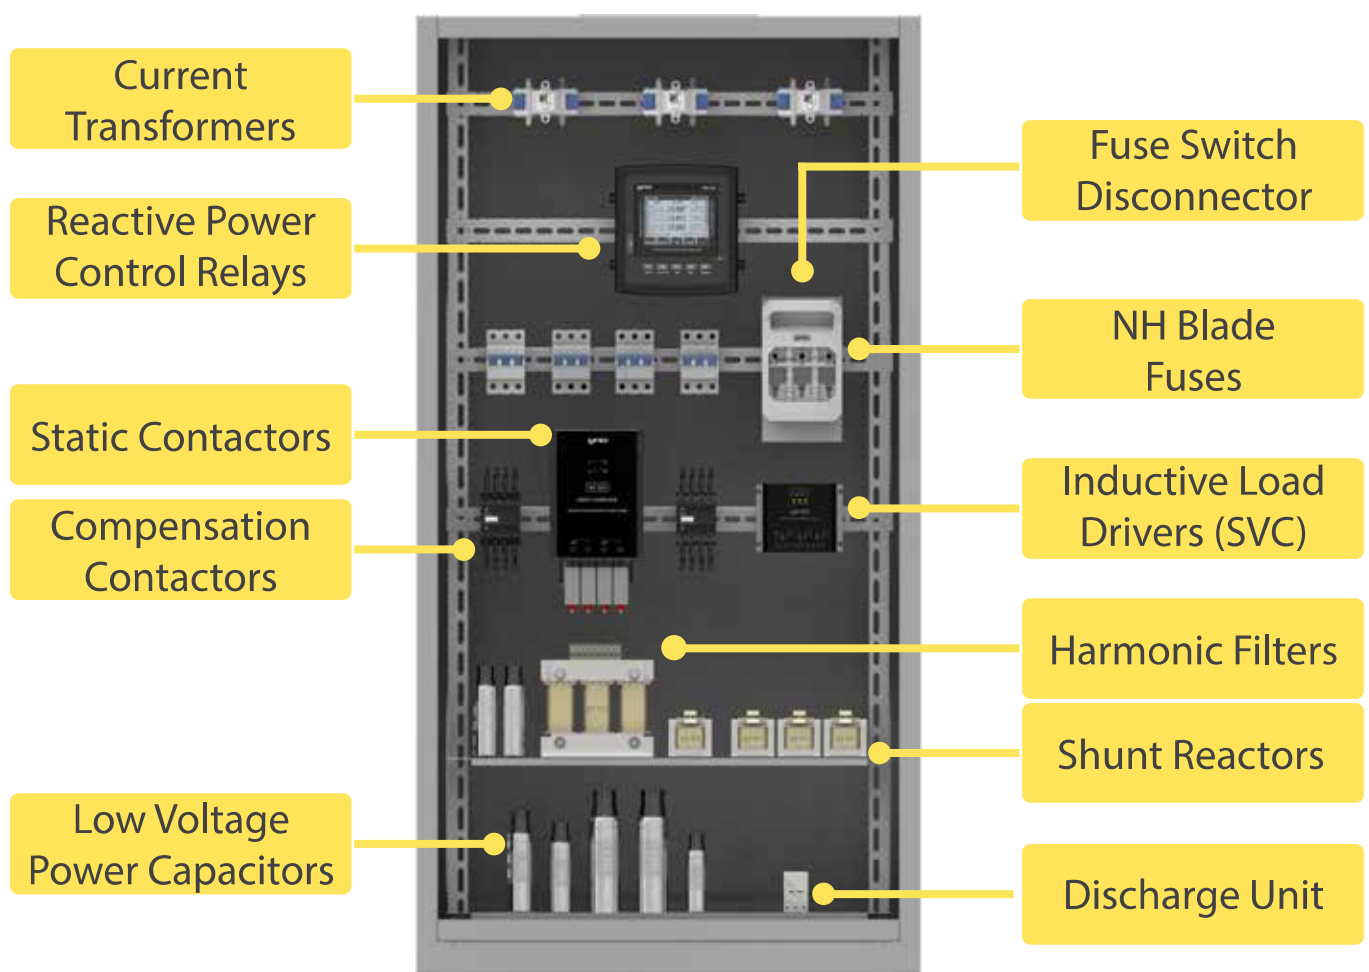 Current
Transformers
Reactive Power
Control Relays
Static Contactors
Compensation
Contactors
Low Voltage
Power Capacitors
Fuse Switch
Disconnector
NH Blade
Fuses
Inductive Load
Drivers (SVC)
Harmonic Filters
Shunt Reactors
Discharge Unit